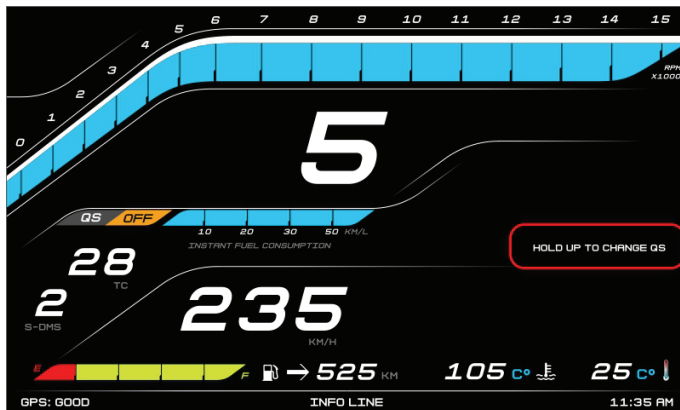 0 1 2 3 4 5 6 7 8 9 10 11 12 13 14 15
RPM
X1000
5
QS OFF
10 20 30 50 KM/L
INSTANT FUEL CONSUMPTION
HOLD UP TO CHANGE QS
28
TC
2
S-DMS
235
KM/H
E F 525 KM 105 C° 25 C°
GPS: GOOD INFO LINE 11:35 AM